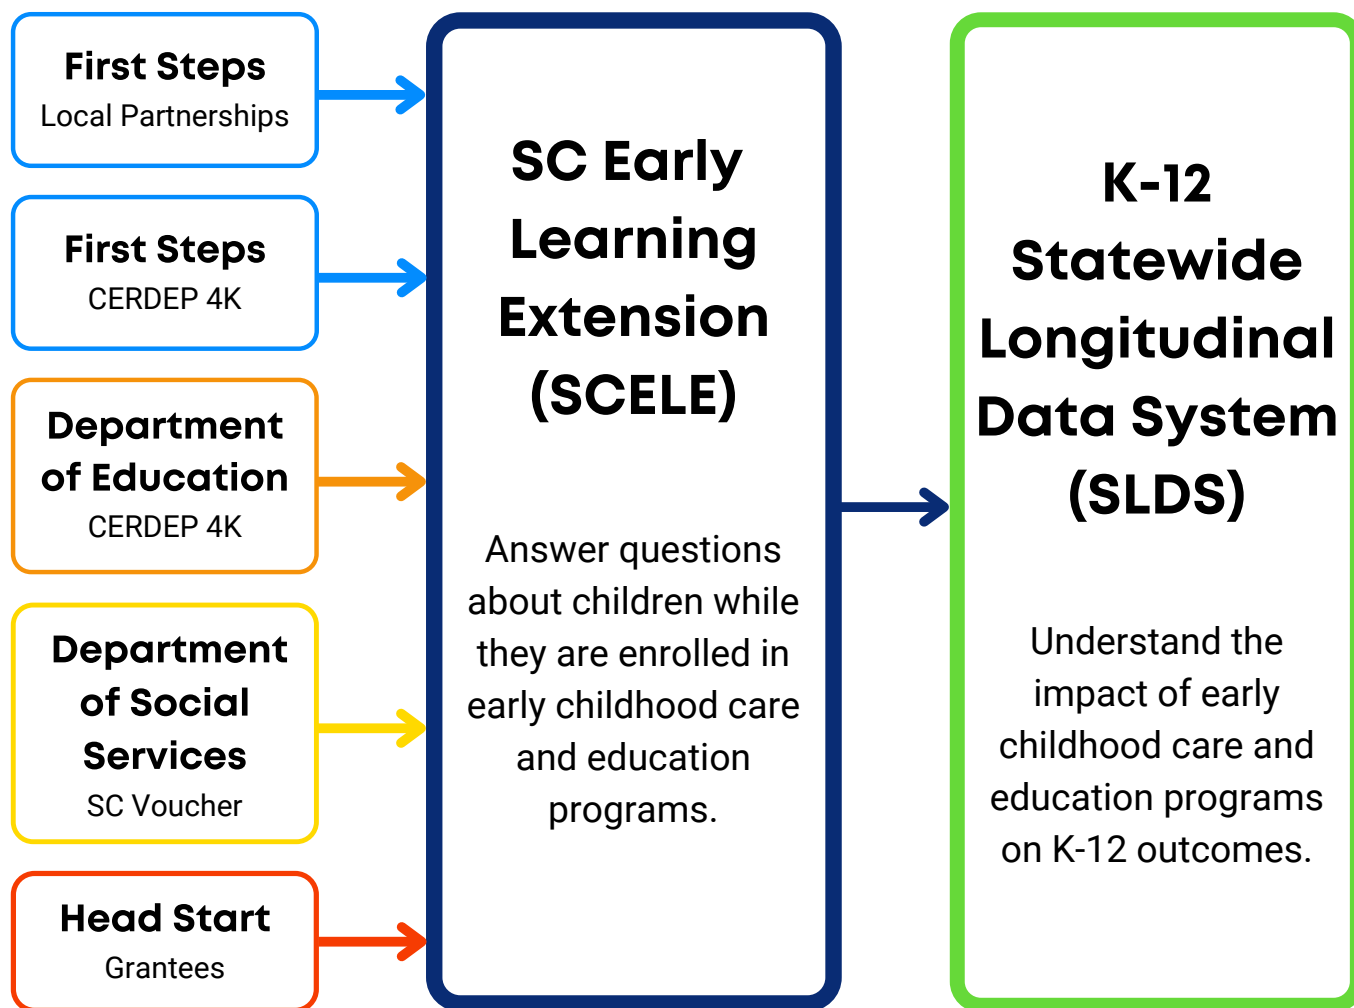 First Steps
Local Partnerships
First Steps
CERDEP 4K
Department
of Education
CERDEP 4K
Department
of Social
Services
SC Voucher
Head Start
Grantees
SC Early
Learning
Extension
(SCELE)
Answer questions
about children while
they are enrolled in
early childhood care
and education
programs.
K-12
Statewide
Longitudinal
Data System
(SLDS)
Understand the
impact of early
childhood care and
education programs
on K-12 outcomes.